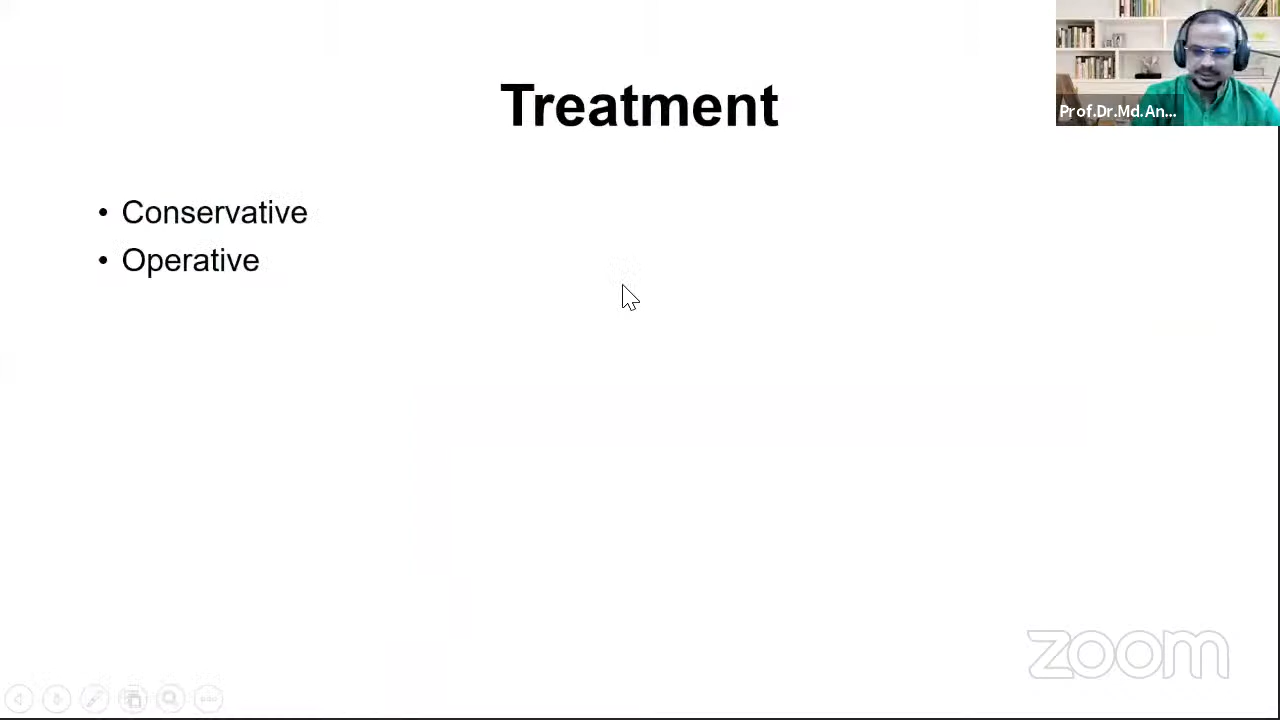 Treatment
Prof.Dr.Md.An...
• Conservative
• Operative
zoom